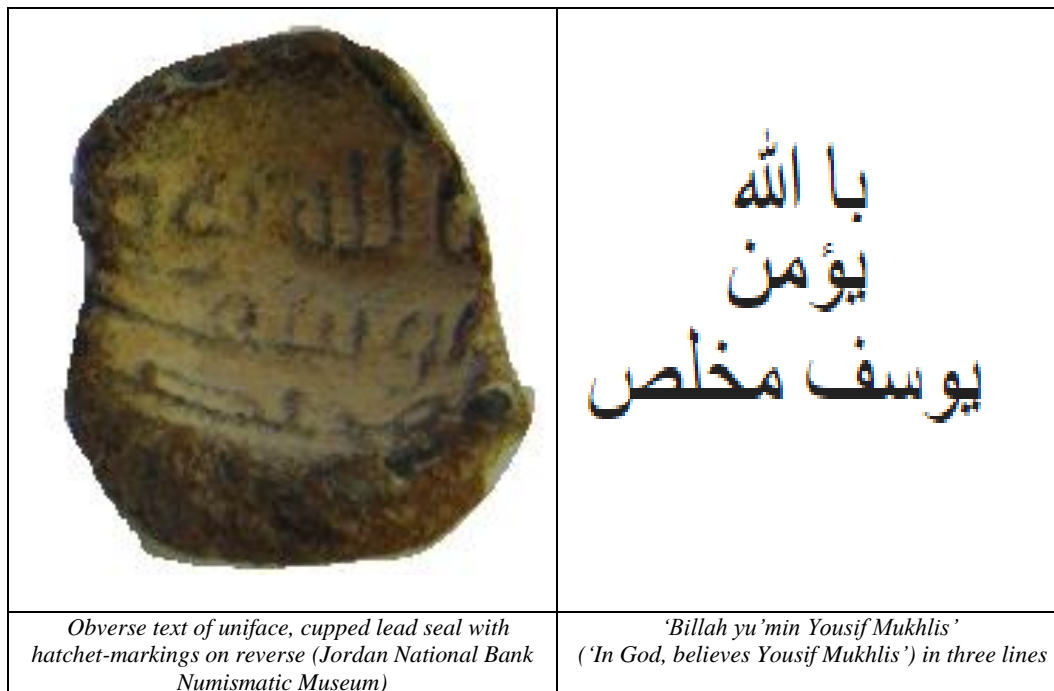 با الله
يؤمن
يوسف مخلص
Obverse text of uniface, cupped lead seal with
hatchet-markings on reverse (Jordan National Bank
Numismatic Museum)
‘Billah yu’min Yousif Mukhlis’
(‘In God, believes Yousif Mukhlis’) in three lines